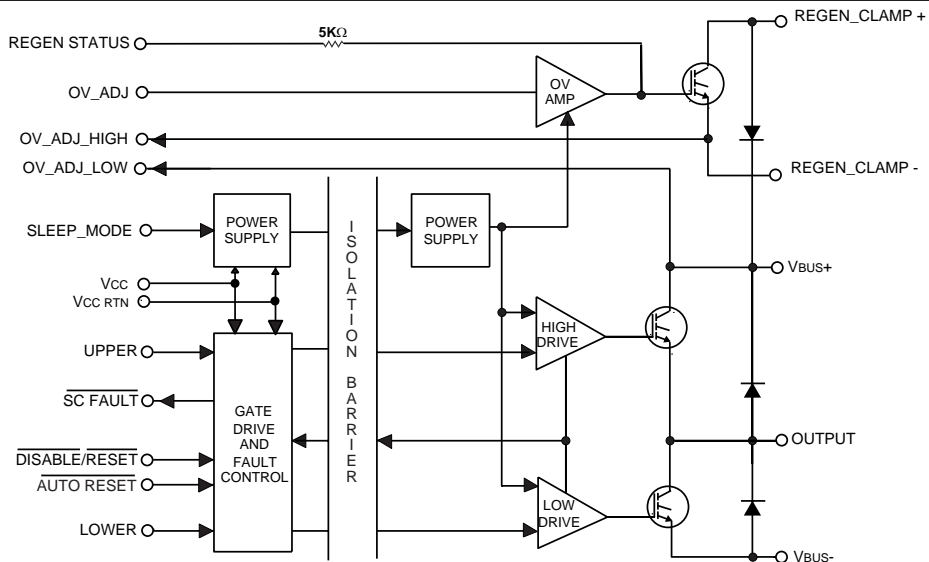 REGEN_CLAMP +
5KΩ
REGEN STATUS
OV_ADJ
OV
AMP
OV_ADJ_HIGH
OV_ADJ_LOW
REGEN_CLAMP -
SLEEP_MODE
POWER
SUPPLY
ISOLATION BARRIER
POWER
SUPPLY
VBUS+
VCC
VCC RTN
HIGH
DRIVE
UPPER
SC FAULT
GATE
DRIVE
AND
FAULT
CONTROL
OUTPUT
DISABLE/RESET
AUTO RESET
LOW
DRIVE
LOWER
VBUS-